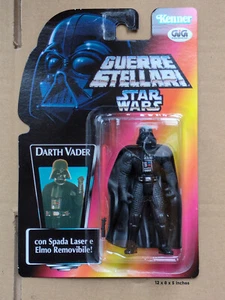 Kenner
GiG
GUERRE
STELLARI
STAR
WARS
DARTH VADER
con Spada Laser e
Elmo Removibile!